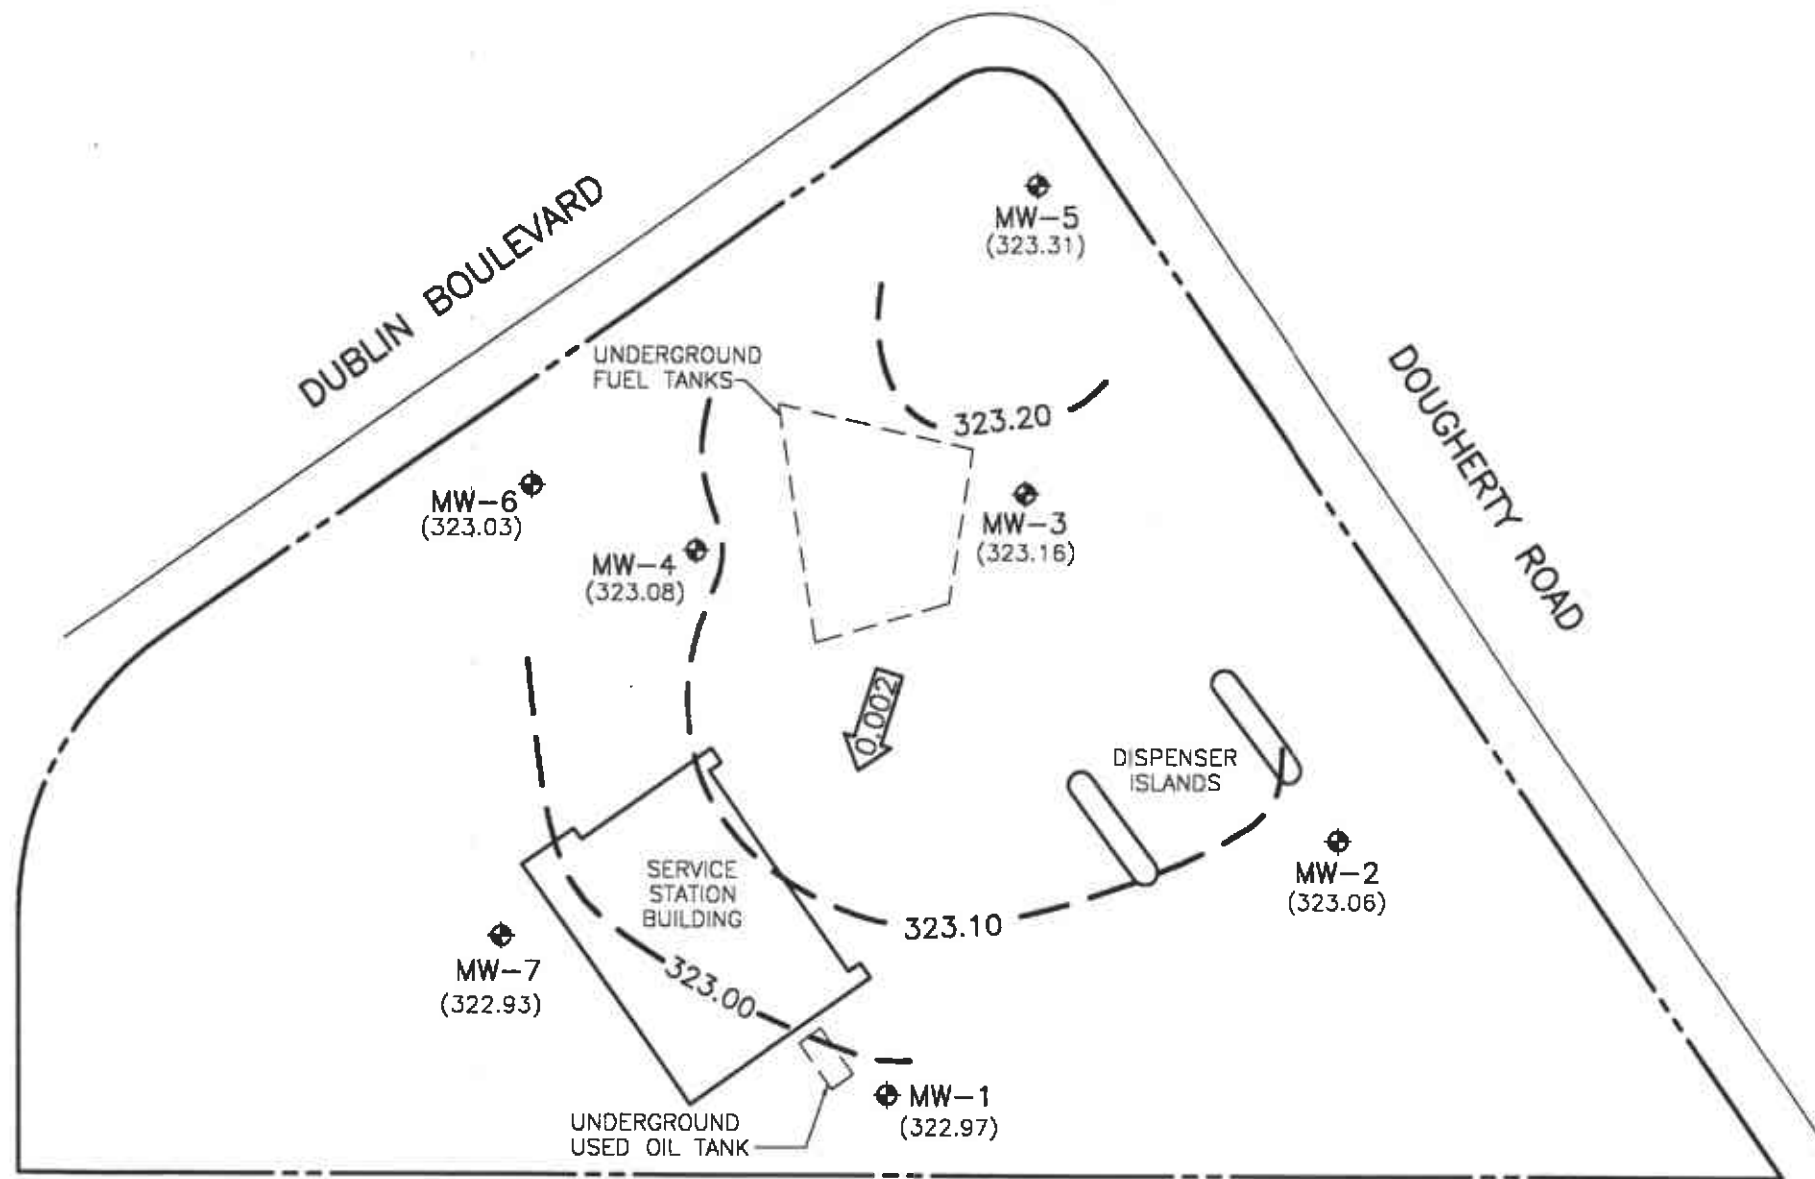 DUBLIN BOULEVARD
MW-5
(323.31)
UNDERGROUND
FUEL TANKS
323.20
DOUGHERTY ROAD
MW-6
(323.03)
MW-3
(323.16)
MW-4
(323.08)
0.002
DISPENSER
ISLANDS
SERVICE
STATION
BUILDING
MW-2
(323.06)
323.10
MW-7
(322.93)
323.00
MW-1
(322.97)
UNDERGROUND
USED OIL TANK